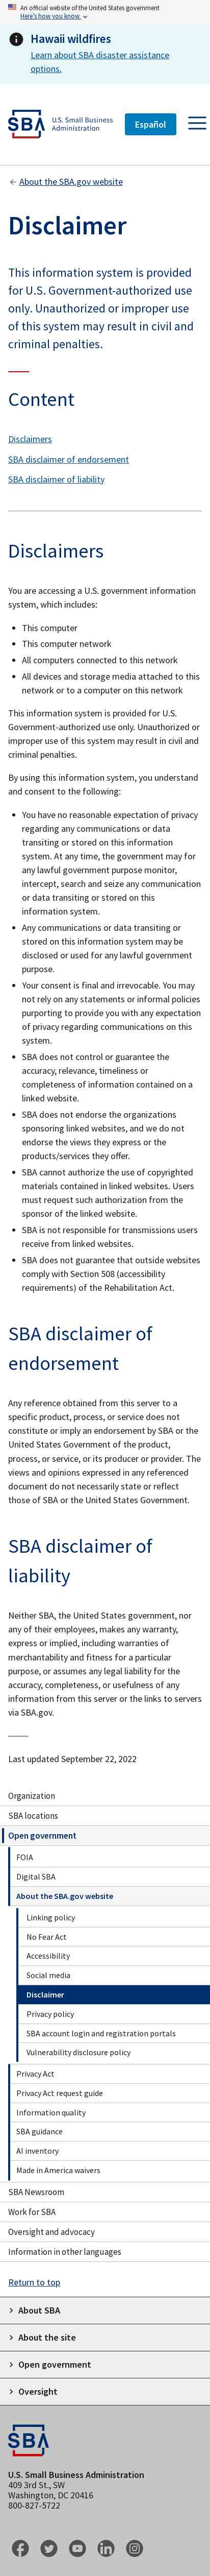 An official website of the United States government
Here's how you know
Hawaii wildfires
Learn about SBA disaster assistance
options.
SBA
U.S. Small Business
Administration
Español
About the SBA.gov website
Disclaimer
This information system is provided
for U.S. Government-authorized use
only. Unauthorized or improper use
of this system may result in civil and
criminal penalties.
Content
Disclaimers
SBA disclaimer of endorsement
SBA disclaimer of liability
Disclaimers
You are accessing a U.S. government information
system, which includes:
• This computer
• This computer network
• All computers connected to this network
• All devices and storage media attached to this
network or to a computer on this network
This information system is provided for U.S.
Government-authorized use only. Unauthorized or
improper use of this system may result in civil and
criminal penalties.
By using this information system, you understand
and consent to the following:
• You have no reasonable expectation of privacy
regarding any communications or data
transiting or stored on this information
system. At any time, the government may for
any lawful government purpose monitor,
intercept, search and seize any communication
or data transiting or stored on this
information system.
• Any communications or data transiting or
stored on this information system may be
disclosed or used for any lawful government
purpose.
• Your consent is final and irrevocable. You may
not rely on any statements or informal policies
purporting to provide you with any expectation
of privacy regarding communications on this
system.
• SBA does not control or guarantee the
accuracy, relevance, timeliness or
completeness of information contained on a
linked website.
• SBA does not endorse the organizations
sponsoring linked websites, and we do not
endorse the views they express or the
products/services they offer.
• SBA cannot authorize the use of copyrighted
materials contained in linked websites. Users
must request such authorization from the
sponsor of the linked website.
• SBA is not responsible for transmissions users
receive from linked websites.
• SBA does not guarantee that outside websites
comply with Section 508 (accessibility
requirements) of the Rehabilitation Act.
SBA disclaimer of
endorsement
Any reference obtained from this server to a
specific product, process, or service does not
constitute or imply an endorsement by SBA or the
United States Government of the product,
process, or service, or its producer or provider. The
views and opinions expressed in any referenced
document do not necessarily state or reflect
those of SBA or the United States Government.
SBA disclaimer of
liability
Neither SBA, the United States government, nor
any of their employees, makes any warranty,
express or implied, including warranties of
merchantability and fitness for a particular
purpose, or assumes any legal liability for the
accuracy, completeness, or usefulness of any
information from this server or the links to servers
via SBA.gov.
Last updated September 22, 2022
Organization
SBA locations
Open government
FOIA
Digital SBA
About the SBA.gov website
Linking policy
No Fear Act
Accessibility
Social media
Disclaimer
Privacy policy
SBA account login and registration portals
Vulnerability disclosure policy
Privacy Act
Privacy Act request guide
Information quality
SBA guidance
AI inventory
Made in America waivers
SBA Newsroom
Work for SBA
Oversight and advocacy
Information in other languages
Return to top
About SBA
About the site
Open government
Oversight
SBA
U.S. Small Business Administration
409 3rd St., SW
Washington, DC 20416
800-827-5722